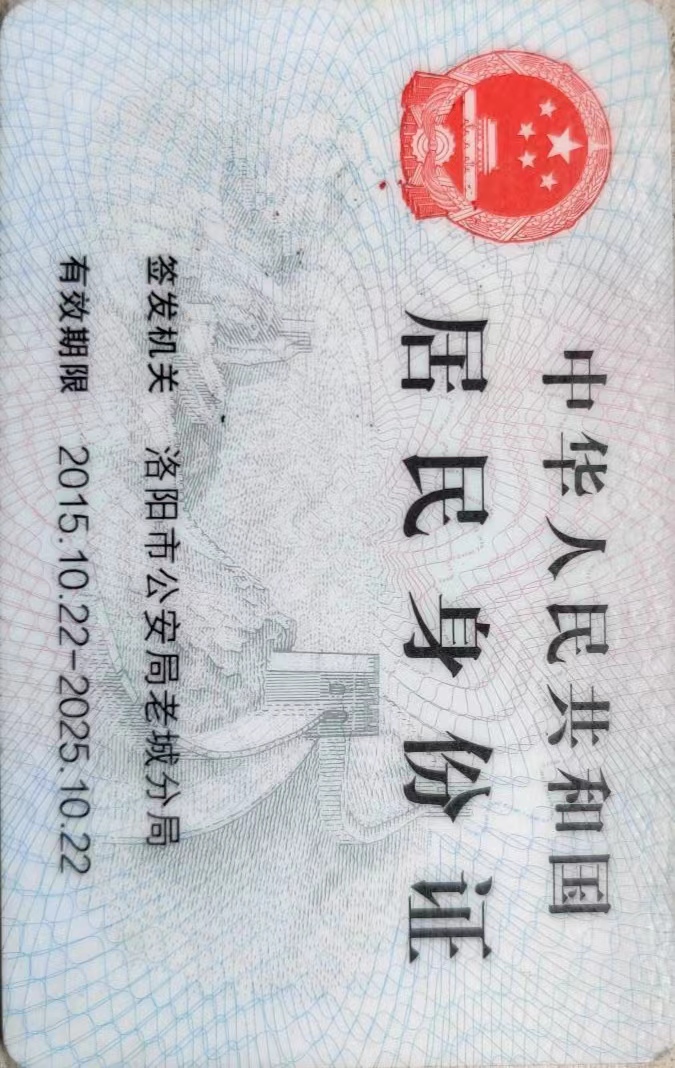 中华人民共和国
居民身份证
签发机关 洛阳市公安局老城分局
有效期限 2015.10.22-2025.10.22